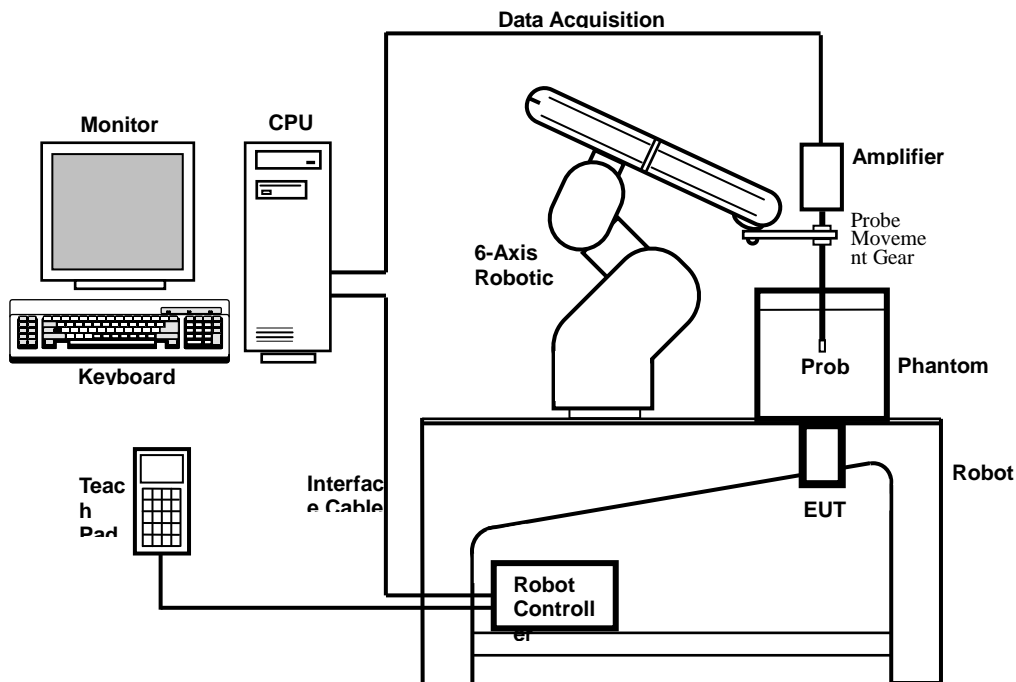 Data Acquisition
Monitor
CPU
Amplifier
Probe
Moveme
nt Gear
6-Axis
Robotic
Prob
Phantom
Keyboard
Teac
h
Pad
Interfac
e Cable
Robot
EUT
Robot
Controll
er